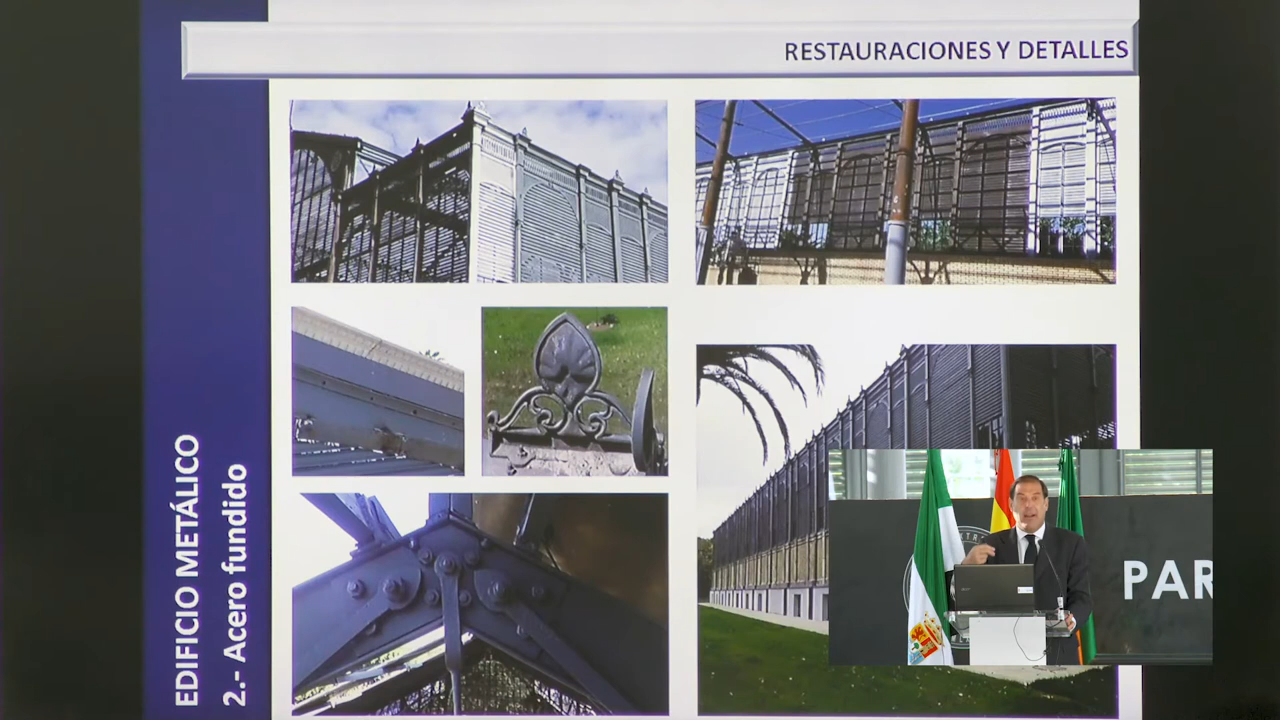 RESTAURACIONES Y DETALLES
EDIFICIO METÁLICO
2.- Acero fundido
PAR